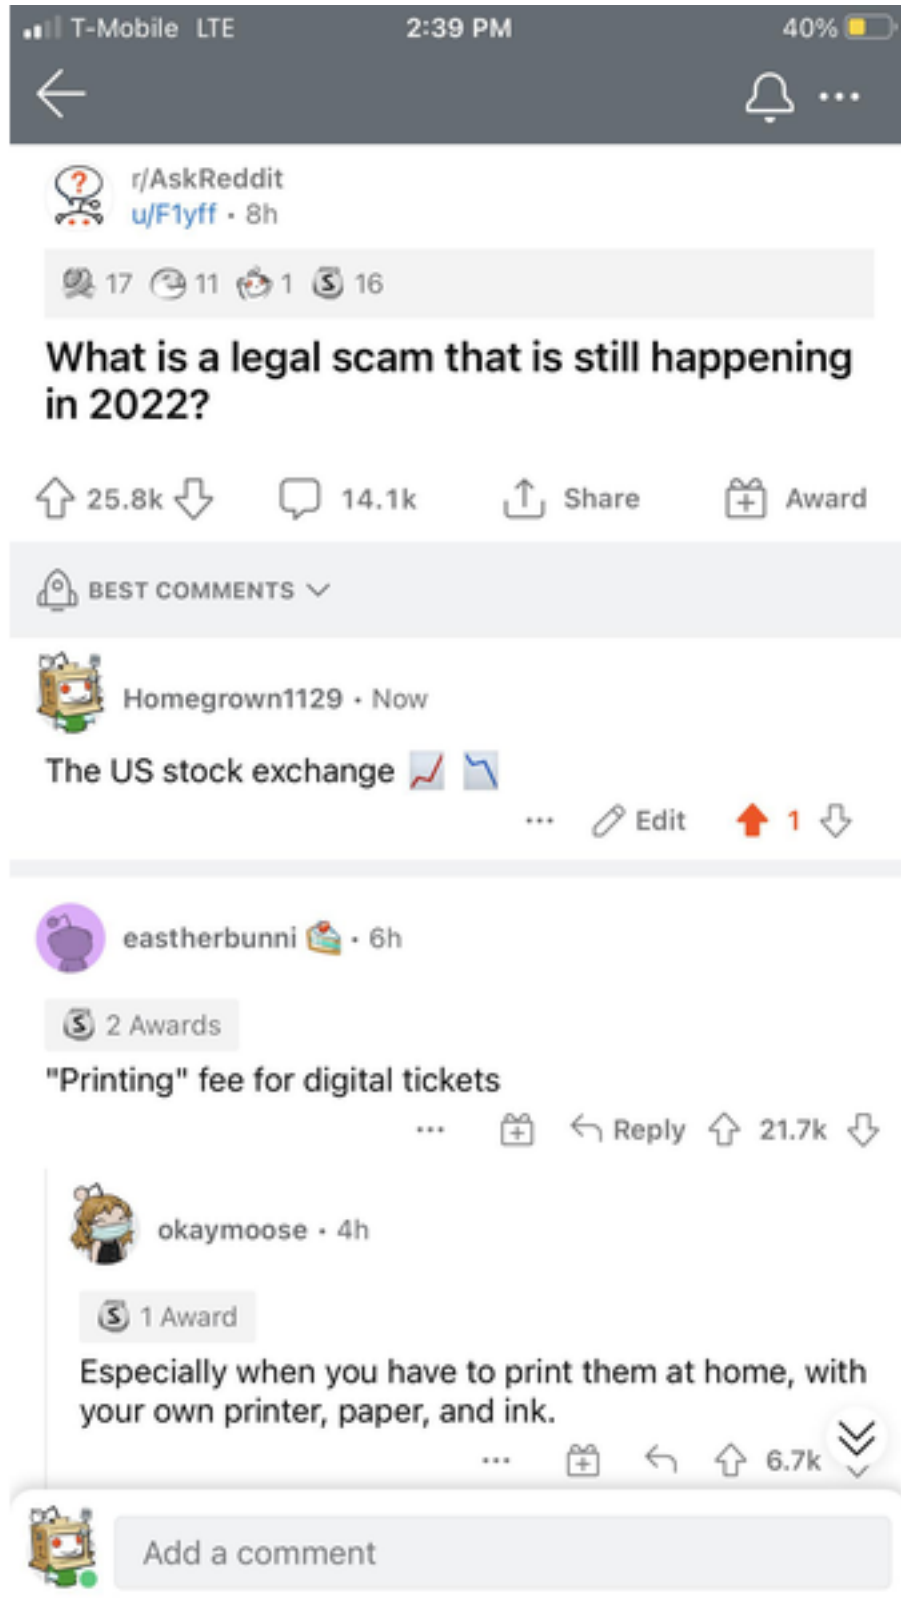 T-Mobile LTE 2:39 PM 40%
r/AskReddit
u/F1yff · 8h
17 11 1 S 16
What is a legal scam that is still happening
in 2022?
25.8k 14.1k Share Award
BEST COMMENTS
Homegrown1129 · Now
The US stock exchange 📈 📉
... Edit 1
eastherbunni 🍰 · 6h
S 2 Awards
"Printing" fee for digital tickets
... Reply 21.7k
okaymoose · 4h
S 1 Award
Especially when you have to print them at home, with
your own printer, paper, and ink.
... 6.7k
Add a comment